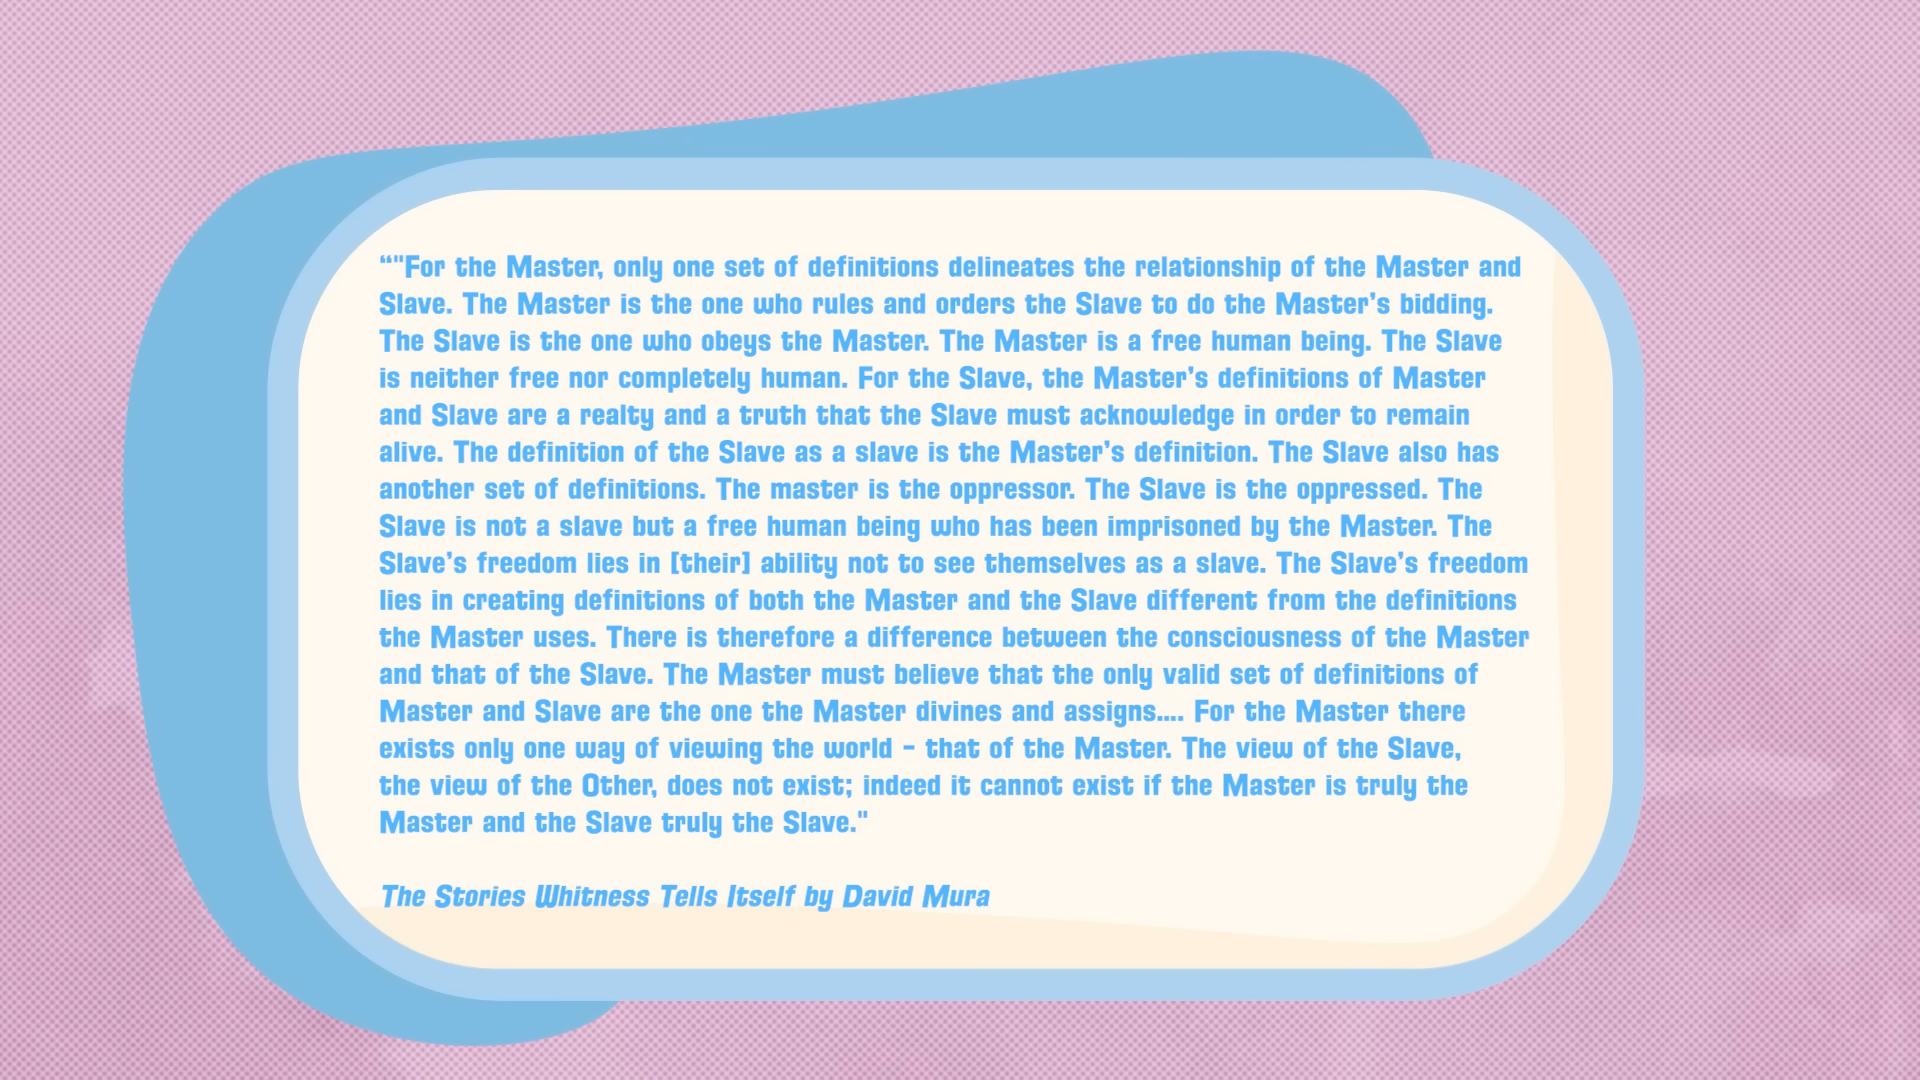 “"For the Master, only one set of definitions delineates the relationship of the Master and
Slave. The Master is the one who rules and orders the Slave to do the Master’s bidding.
The Slave is the one who obeys the Master. The Master is a free human being. The Slave
is neither free nor completely human. For the Slave, the Master’s definitions of Master
and Slave are a realty and a truth that the Slave must acknowledge in order to remain
alive. The definition of the Slave as a slave is the Master’s definition. The Slave also has
another set of definitions. The master is the oppressor. The Slave is the oppressed. The
Slave is not a slave but a free human being who has been imprisoned by the Master. The
Slave’s freedom lies in [their] ability not to see themselves as a slave. The Slave’s freedom
lies in creating definitions of both the Master and the Slave different from the definitions
the Master uses. There is therefore a difference between the consciousness of the Master
and that of the Slave. The Master must believe that the only valid set of definitions of
Master and Slave are the one the Master divines and assigns.... For the Master there
exists only one way of viewing the world - that of the Master. The view of the Slave,
the view of the Other, does not exist; indeed it cannot exist if the Master is truly the
Master and the Slave truly the Slave."
The Stories Whitness Tells Itself by David Mura